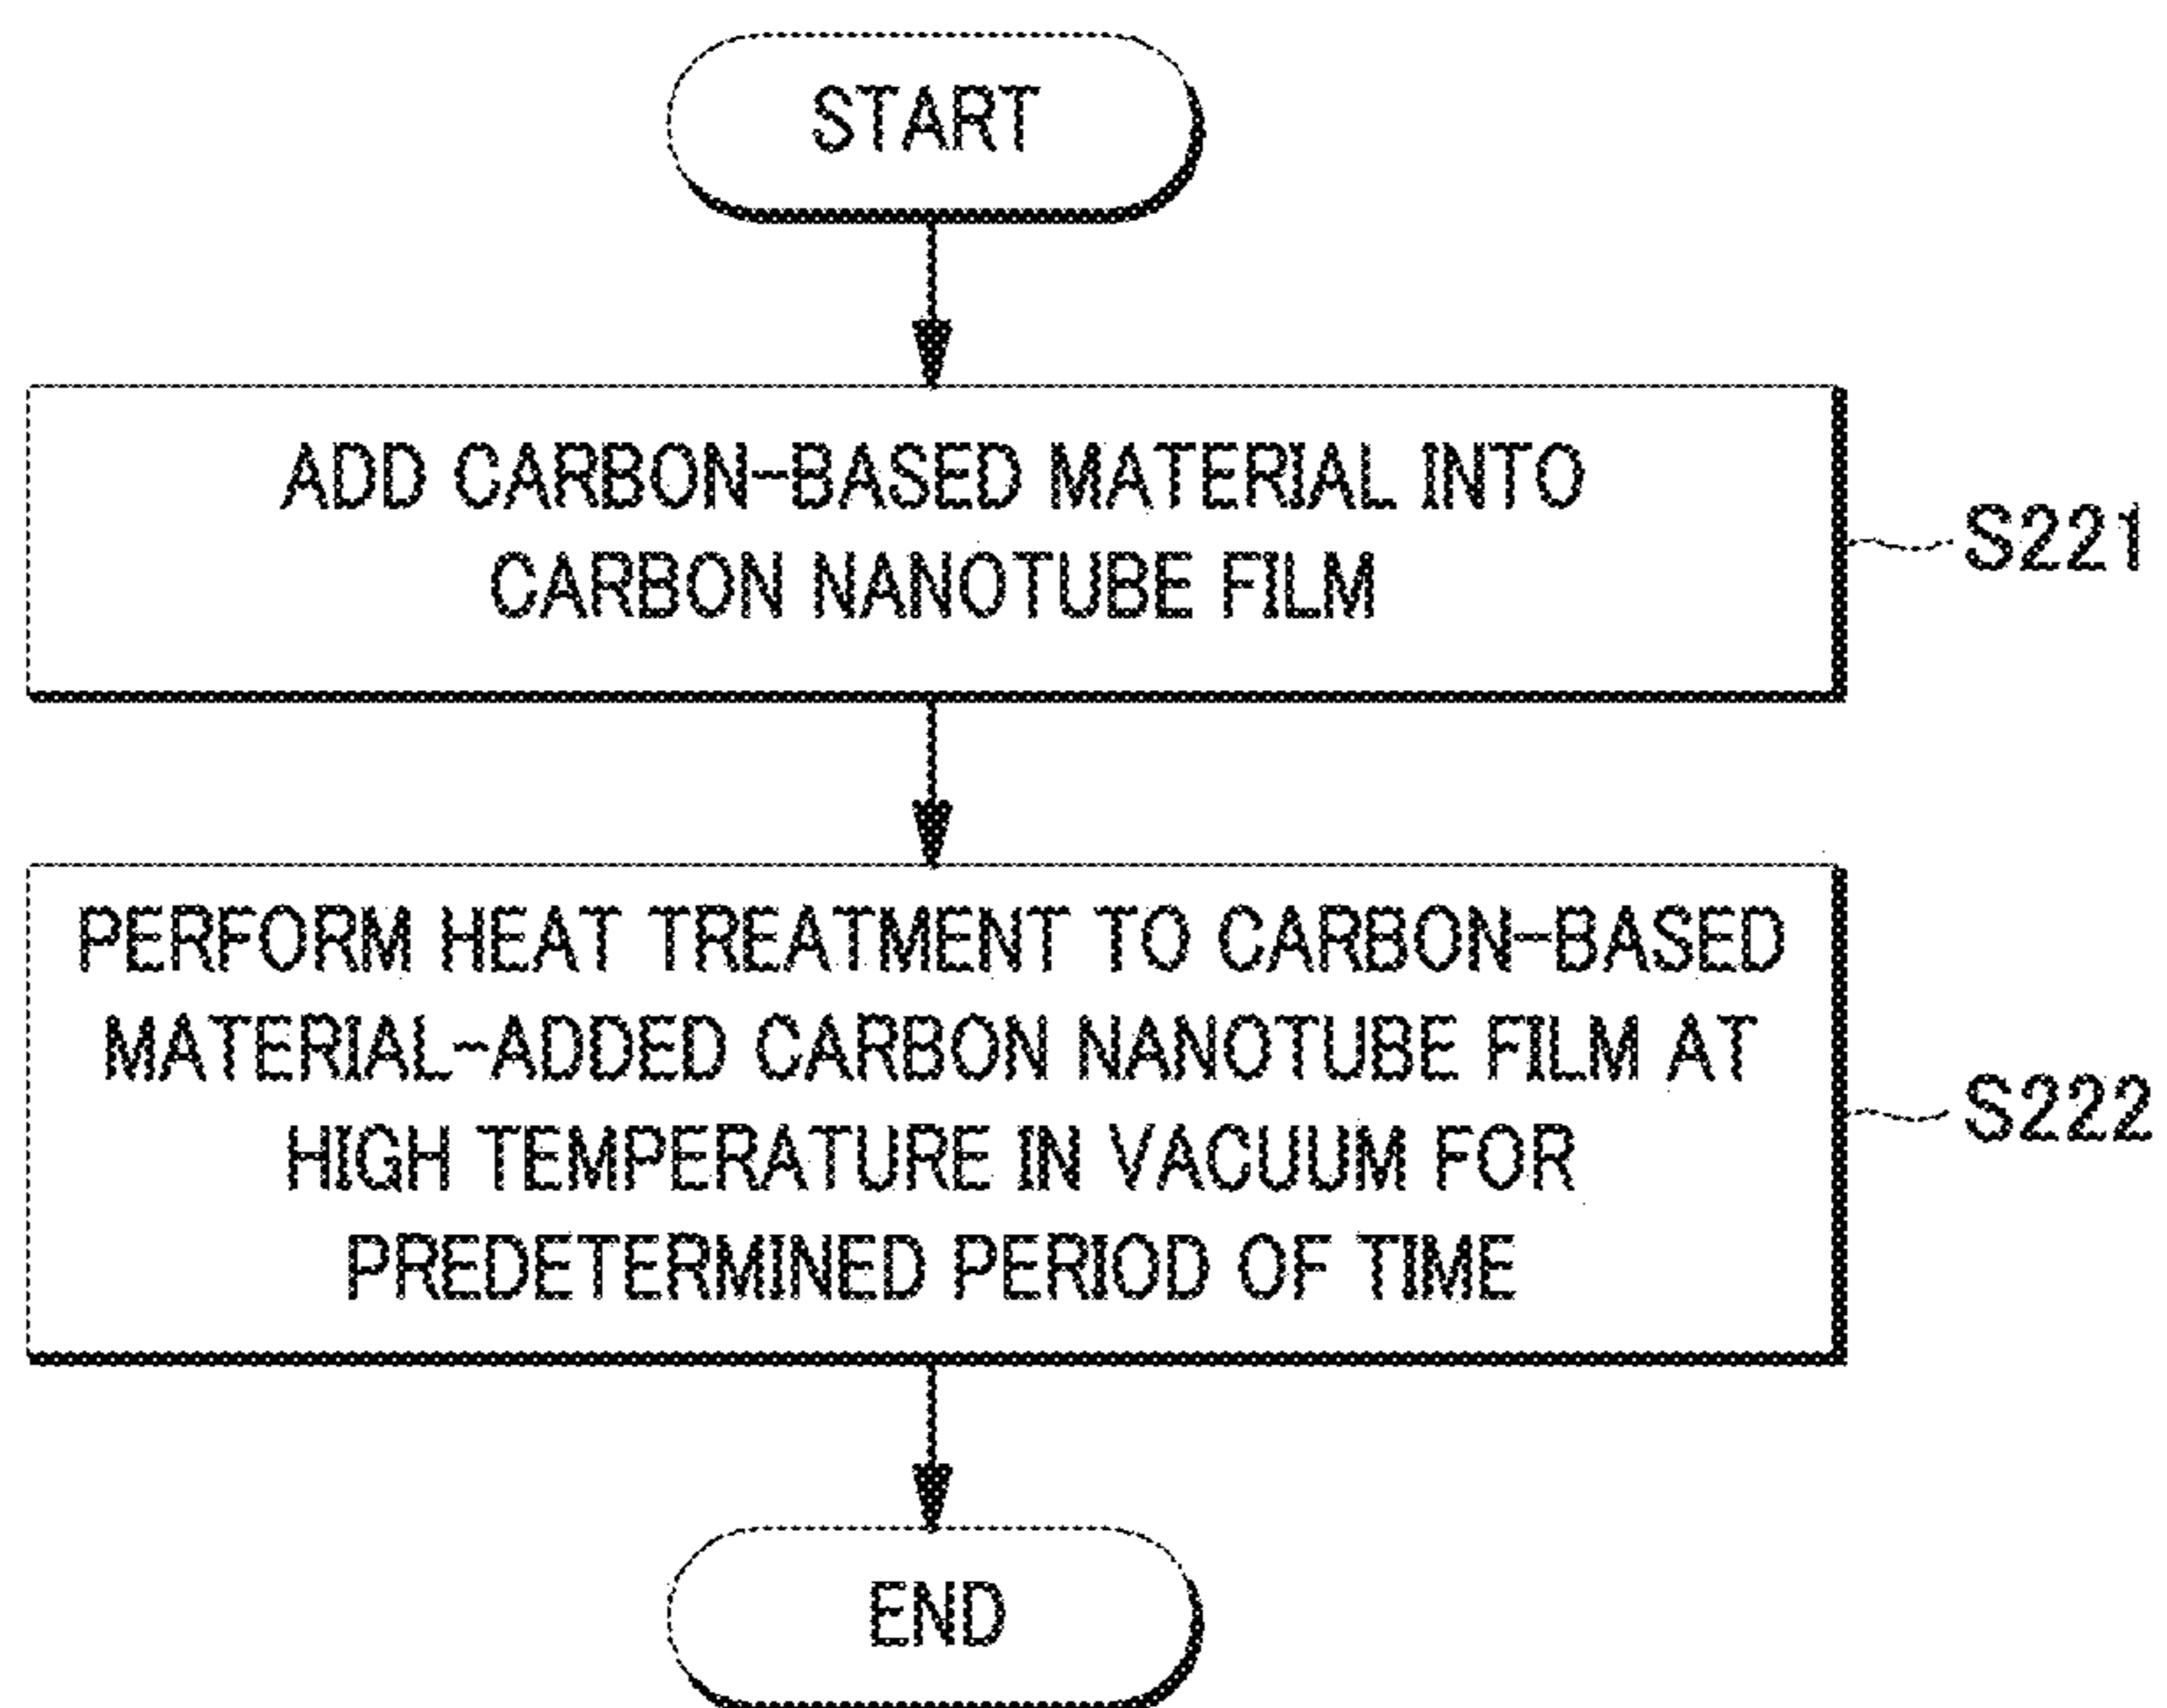 START
ADD CARBON-BASED MATERIAL INTO
CARBON NANOTUBE FILM
S221
PERFORM HEAT TREATMENT TO CARBON-BASED
MATERIAL-ADDED CARBON NANOTUBE FILM AT
HIGH TEMPERATURE IN VACUUM FOR
PREDETERMINED PERIOD OF TIME
S222
END